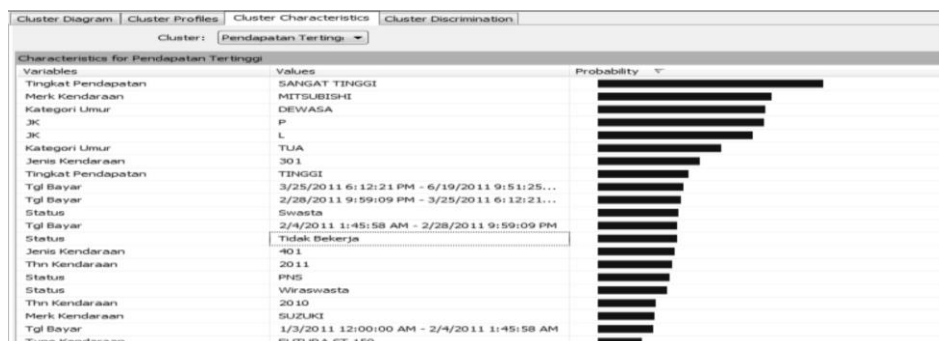 Cluster Diagram Cluster Profiles Cluster Characteristics Cluster Discrimination
Cluster: Pendapatan Tertingg
Characteristics for Pendapatan Tertinggi
Variables Values Probability
Tingkat Pendapatan SANGAT TINGGI
Merk Kendaraan MITSUBISHI
Kategori Umur DEWASA
JK P
JK L
Kategori Umur TUA
Jenis Kendaraan 301
Tingkat Pendapatan TINGGI
Tgl Bayar 3/25/2011 6:12:21 PM - 6/19/2011 9:51:25...
Tgl Bayar 2/28/2011 9:59:09 PM - 3/25/2011 6:12:21...
Status Swasta
Tgl Bayar 2/4/2011 1:45:58 AM - 2/28/2011 9:59:09 PM
Status Tidak Bekerja
Jenis Kendaraan 401
Thn Kendaraan 2011
Status PNS
Status Wiraswasta
Thn Kendaraan 2010
Merk Kendaraan SUZUKI
Tgl Bayar 1/3/2011 12:00:00 AM - 2/4/2011 1:45:58 AM